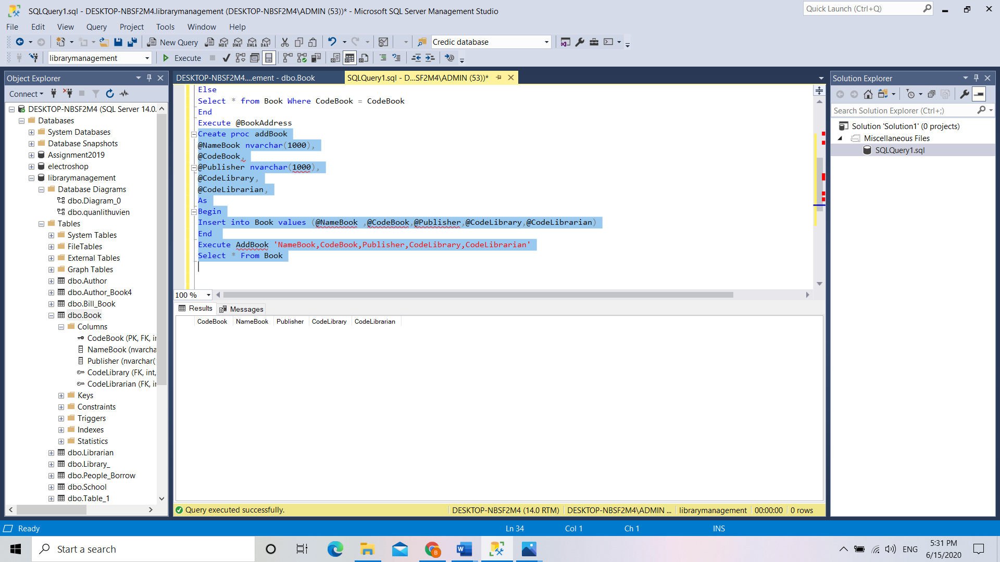 SQLQuery1.sql - DESKTOP-NBSF2M4.librarymanagement (DESKTOP-NBSF2M4\ADMIN (53))* - Microsoft SQL Server Management Studio
Quick Launch (Ctrl+Q)
File Edit View Query Project Tools Window Help
New Query MDX DMX XMLA DAX Credic database
librarymanagement Execute
Object Explorer
Connect
DESKTOP-NBSF2M4 (SQL Server 14.0.
Databases
System Databases
Database Snapshots
Assignment2019
electroshop
librarymanagement
Database Diagrams
dbo.Diagram_0
dbo.quanlithuvien
Tables
System Tables
FileTables
External Tables
Graph Tables
dbo.Author
dbo.Author_Book4
dbo.Bill_Book
dbo.Book
Columns
CodeBook (PK, FK, in
NameBook (nvarcha
Publisher (nvarchar(
CodeLibrary (FK, int,
CodeLibrarian (FK, in
Keys
Constraints
Triggers
Indexes
Statistics
dbo.Librarian
dbo.Library_
dbo.People_Borrow
dbo.School
dbo.Table_1
DESKTOP-NBSF2M4....ement - dbo.Book
SQLQuery1.sql - D...SF2M4\ADMIN (53))*
Else
Select * from Book Where CodeBook = CodeBook
End
Execute @BookAddress
Create proc addBook
@NameBook nvarchar(1000),
@CodeBook,
@Publisher nvarchar(1000),
@CodeLibrary,
@CodeLibrarian,
As
Begin
Insert into Book values (@NameBook ,@CodeBook,@Publisher,@CodeLibrary,@CodeLibrarian)
End
Execute AddBook 'NameBook,CodeBook,Publisher,CodeLibrary,CodeLibrarian'
Select * From Book
100 %
Results Messages
CodeBook NameBook Publisher CodeLibrary CodeLibrarian
Query executed successfully.
DESKTOP-NBSF2M4 (14.0 RTM) DESKTOP-NBSF2M4\ADMIN ... librarymanagement 00:00:00 0 rows
Solution Explorer
Search Solution Explorer (Ctrl+;)
Solution 'Solution1' (0 projects)
Miscellaneous Files
SQLQuery1.sql
Ready
Ln 34 Col 1 Ch 1 INS
Start a search
ENG
5:31 PM
6/15/2020